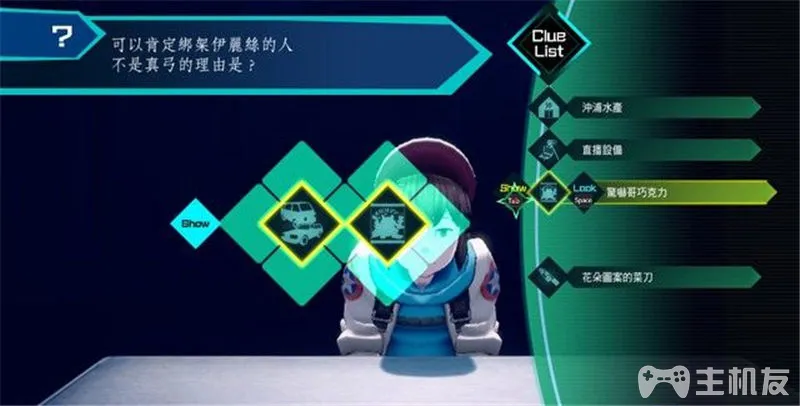 ?
可以肯定綁架伊麗絲的人
不是真弓的理由是？
Clue
List
沖浦水產
直播設備
Show
Tab
Look
Space
驚嚇哥巧克力
Show
花朵圖案的菜刀
主机友